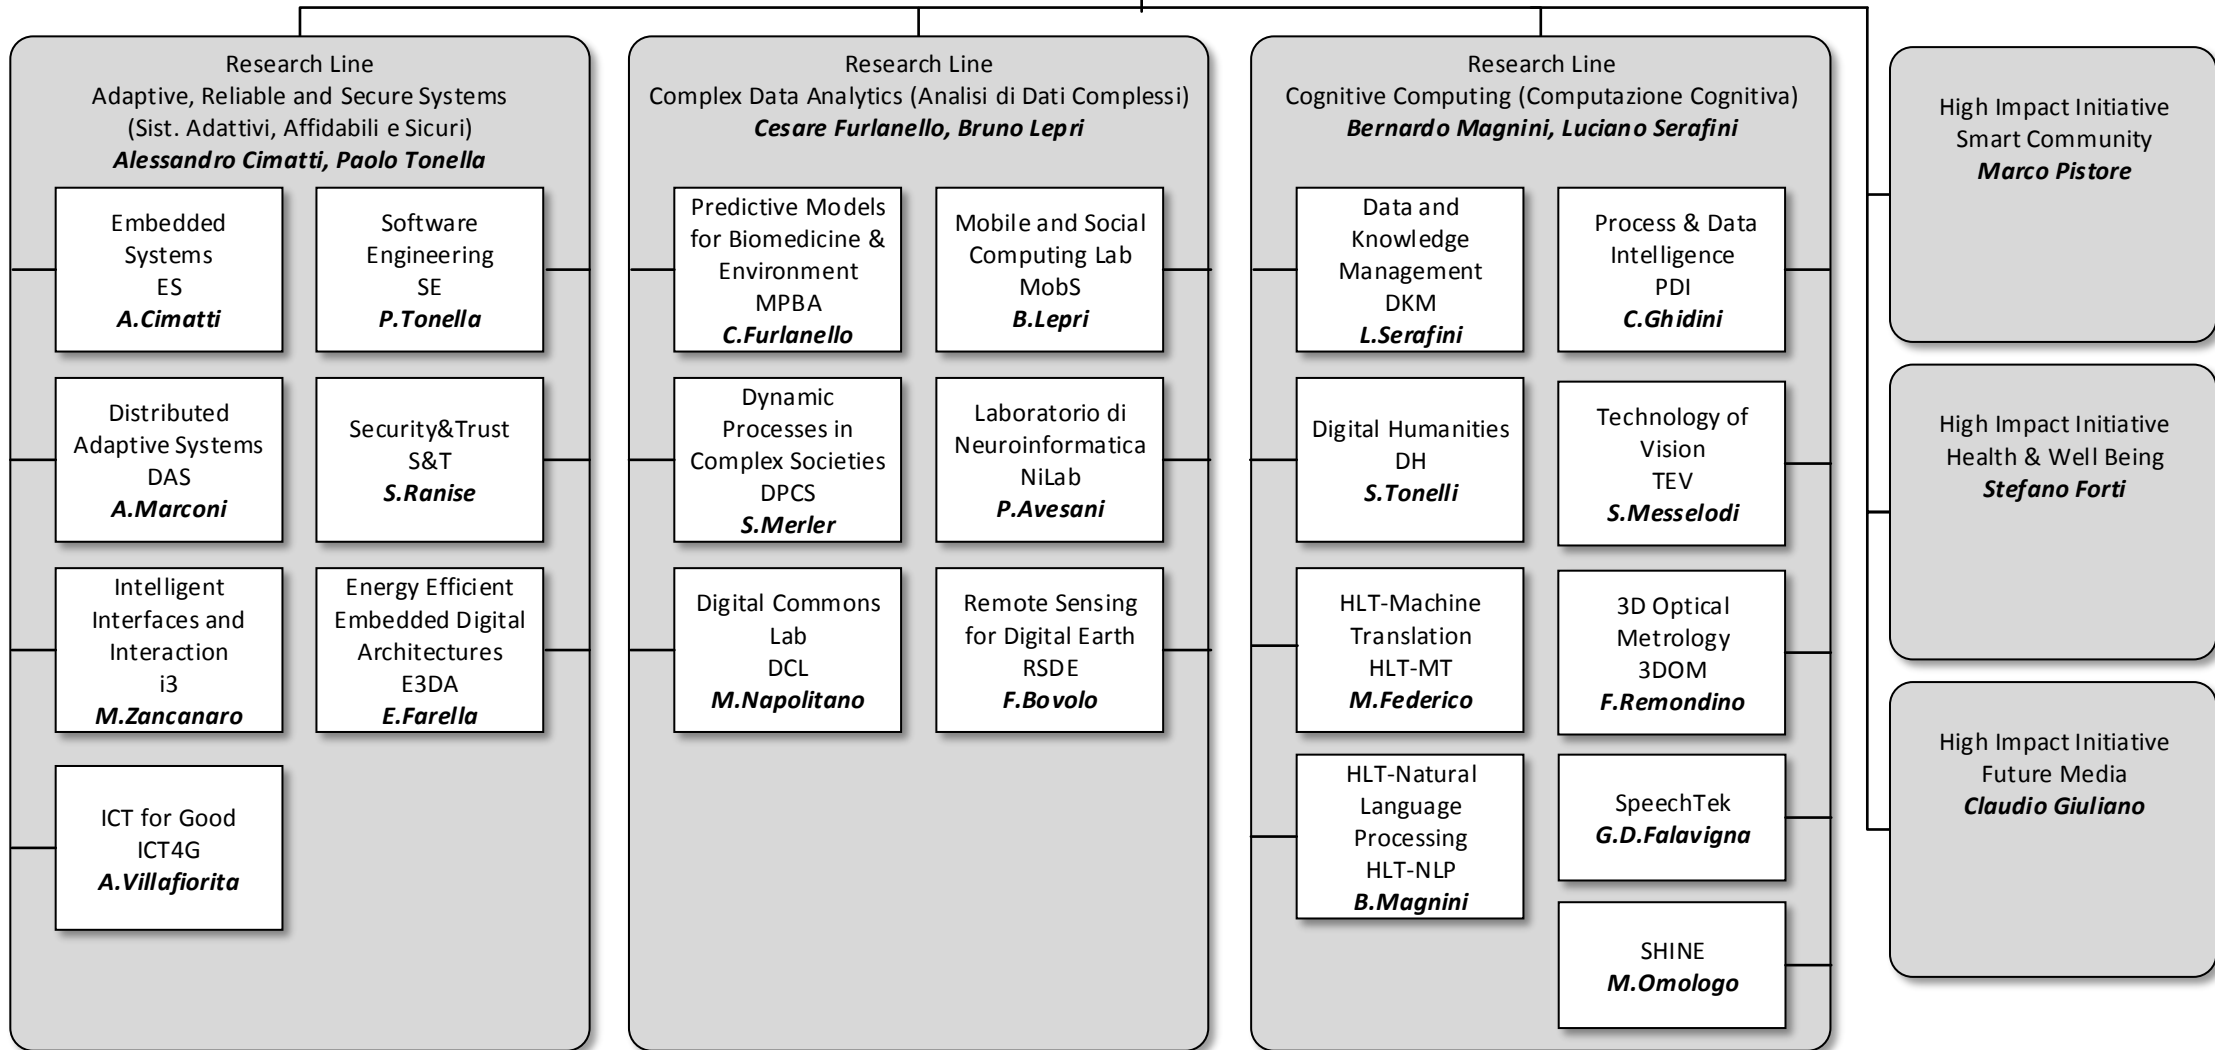 Research Line
Adaptive, Reliable and Secure Systems
(Sist. Adattivi, Affidabili e Sicuri)
Alessandro Cimatti, Paolo Tonella
Embedded
Systems
ES
A.Cimatti
Software
Engineering
SE
P.Tonella
Distributed
Adaptive Systems
DAS
A.Marconi
Security&Trust
S&T
S.Ranise
Intelligent
Interfaces and
Interaction
i3
M.Zancanaro
Energy Efficient
Embedded Digital
Architectures
E3DA
E.Farella
ICT for Good
ICT4G
A.Villafiorita
Research Line
Complex Data Analytics (Analisi di Dati Complessi)
Cesare Furlanello, Bruno Lepri
Predictive Models
for Biomedicine &
Environment
MPBA
C.Furlanello
Mobile and Social
Computing Lab
MobS
B.Lepri
Dynamic
Processes in
Complex Societies
DPCS
S.Merler
Laboratorio di
Neuroinformatica
NiLab
P.Avesani
Digital Commons
Lab
DCL
M.Napolitano
Remote Sensing
for Digital Earth
RSDE
F.Bovolo
Research Line
Cognitive Computing (Computazione Cognitiva)
Bernardo Magnini, Luciano Serafini
Data and
Knowledge
Management
DKM
L.Serafini
Process & Data
Intelligence
PDI
C.Ghidini
Digital Humanities
DH
S.Tonelli
Technology of
Vision
TEV
S.Messelodi
HLT-Machine
Translation
HLT-MT
M.Federico
3D Optical
Metrology
3DOM
F.Remondino
HLT-Natural
Language
Processing
HLT-NLP
B.Magnini
SpeechTek
G.D.Falavigna
SHINE
M.Omologo
High Impact Initiative
Smart Community
Marco Pistore
High Impact Initiative
Health & Well Being
Stefano Forti
High Impact Initiative
Future Media
Claudio Giuliano